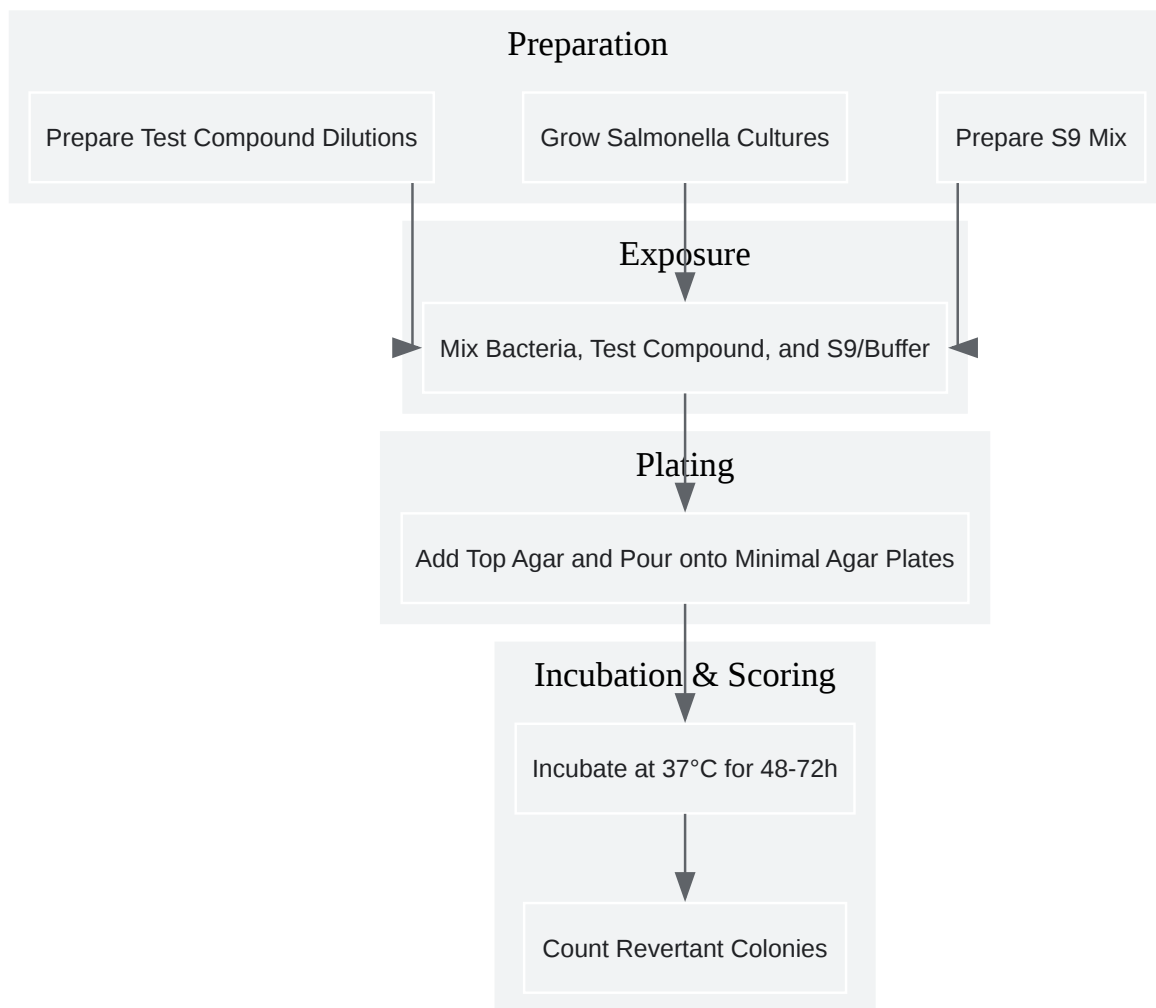 Preparation
Prepare Test Compound Dilutions
Grow Salmonella Cultures
Prepare S9 Mix
Exposure
Mix Bacteria, Test Compound, and S9/Buffer
Plating
Add Top Agar and Pour onto Minimal Agar Plates
Incubation & Scoring
Incubate at 37°C for 48-72h
Count Revertant Colonies